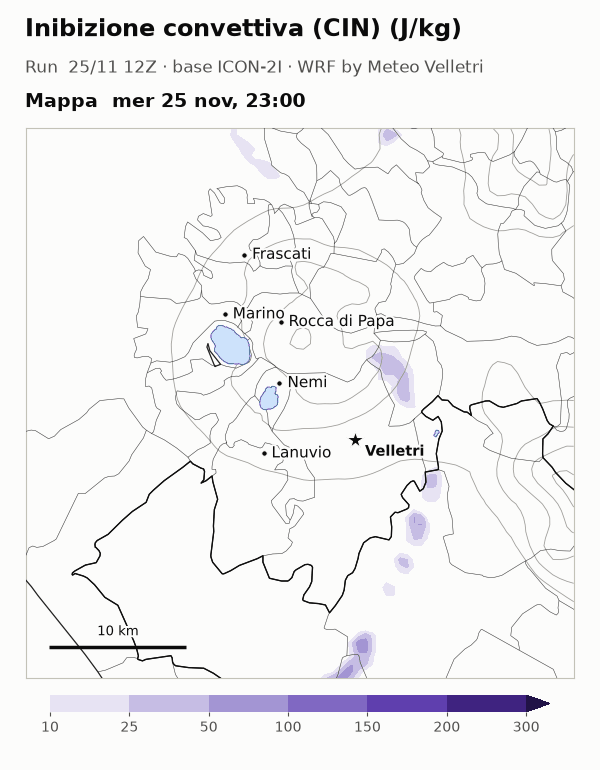 Inibizione convettiva (CIN) (J/kg)
Run  25/11 12Z · base ICON-2I · WRF by Meteo Velletri
Mappa  mer 25 nov, 23:00
Frascati
Marino
Rocca di Papa
Nemi
Velletri
Lanuvio
10 km
10 25 50 100 150 200 300